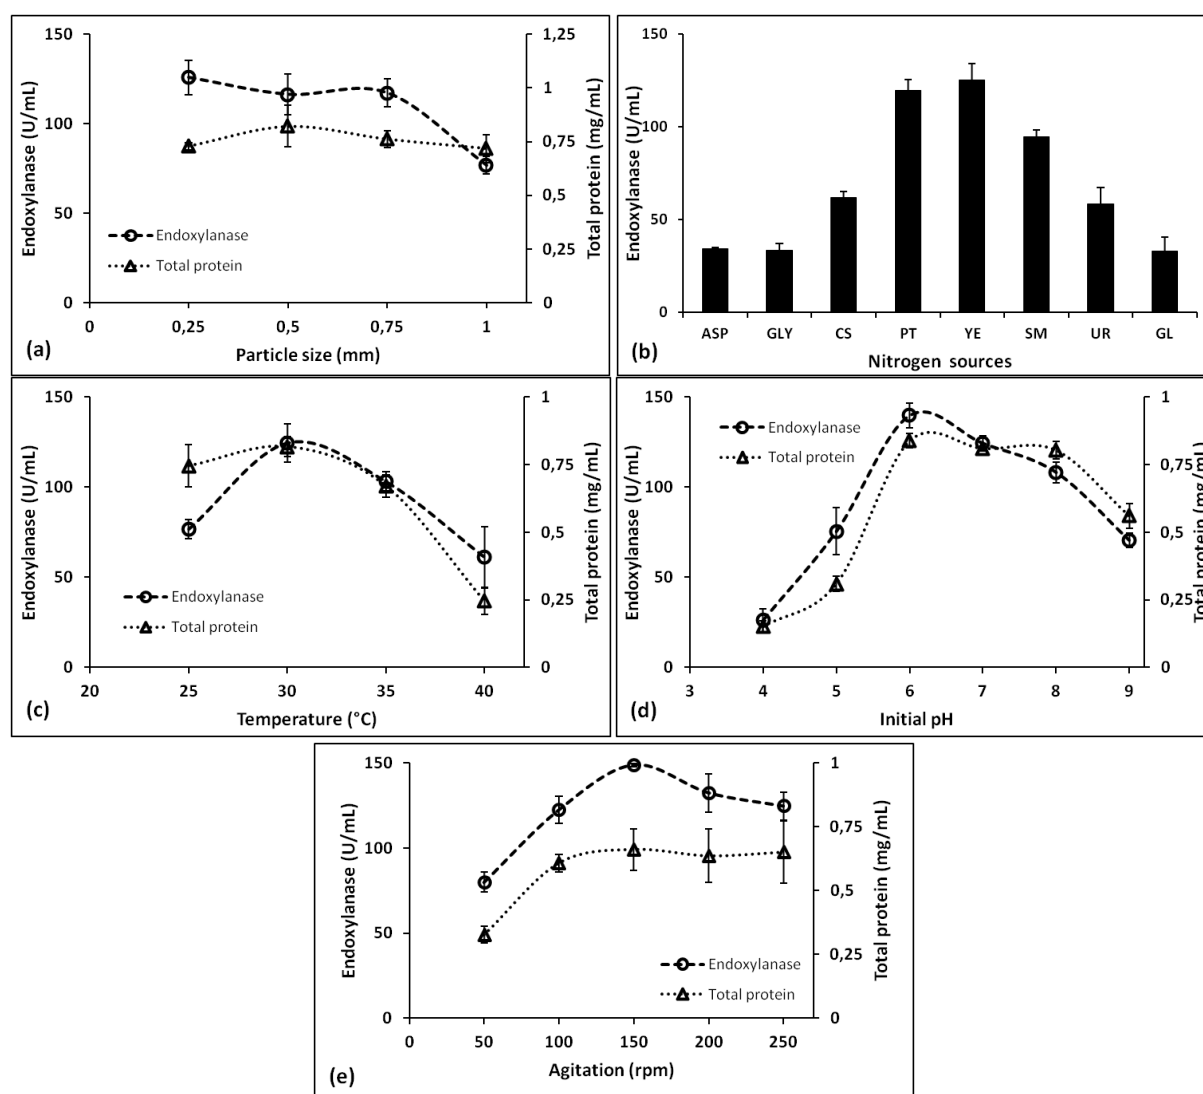 150
100
50
0
Endoxylanase (U/mL)
1,25
1
0,75
0,5
0,25
0
Total protein (mg/mL)
Endoxylanase
Total protein
0 0,25 0,5 0,75 1
Particle size (mm)
(a)
150
100
50
0
Endoxylanase (U/mL)
ASP GLY CS PT YE SM UR GL
Nitrogen sources
(b)
150
100
50
0
Endoxylanase (U/mL)
1
0,75
0,5
0,25
0
Total protein (mg/mL)
Endoxylanase
Total protein
20 25 30 35 40
Temperature (°C)
(c)
150
100
50
0
Endoxylanase (U/mL)
1
0,75
0,5
0,25
0
Total protein (mg/mL)
Endoxylanase
Total protein
3 4 5 6 7 8 9
Initial pH
(d)
150
100
50
0
Endoxylanase (U/mL)
1
0,75
0,5
0,25
0
Total protein (mg/mL)
Endoxylanase
Total protein
0 50 100 150 200 250
Agitation (rpm)
(e)